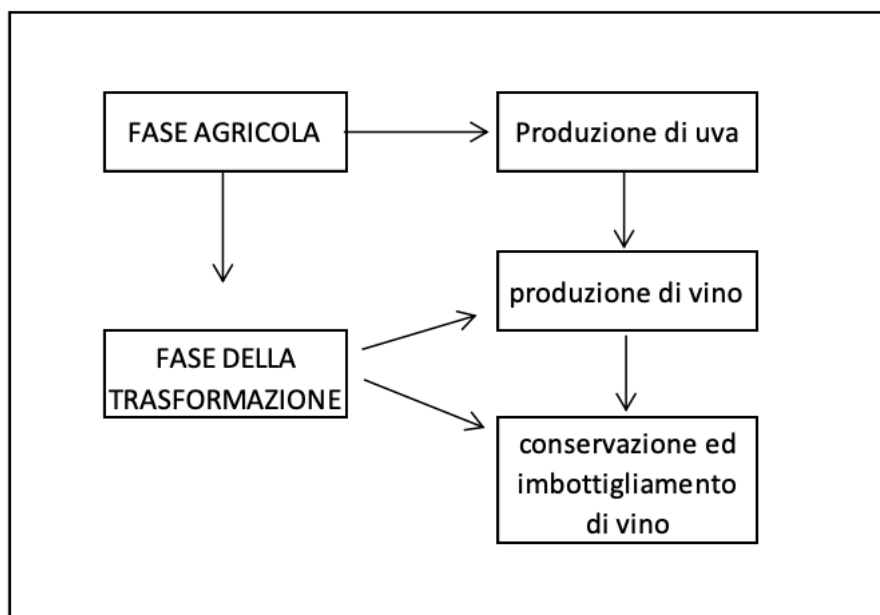 FASE AGRICOLA
Produzione di uva
produzione di vino
FASE DELLA
TRASFORMAZIONE
conservazione ed
imbottigliamento
di vino